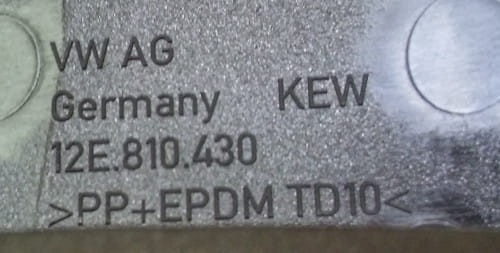 VW AG
Germany KEW
12E.810.430
>PP+EPDM TD10<